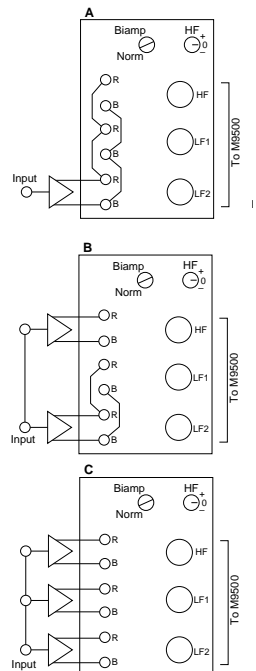 A
Biamp HF +
Norm 0
–
R
HF
B
R
LF1
B
Input R
LF2
B
To M9500
B
Biamp HF +
Norm 0
–
R
HF
B
R
LF1
B
R
LF2
Input B
To M9500
C
Biamp HF +
Norm 0
–
R
HF
B
R
LF1
B
R
LF2
Input B
To M9500